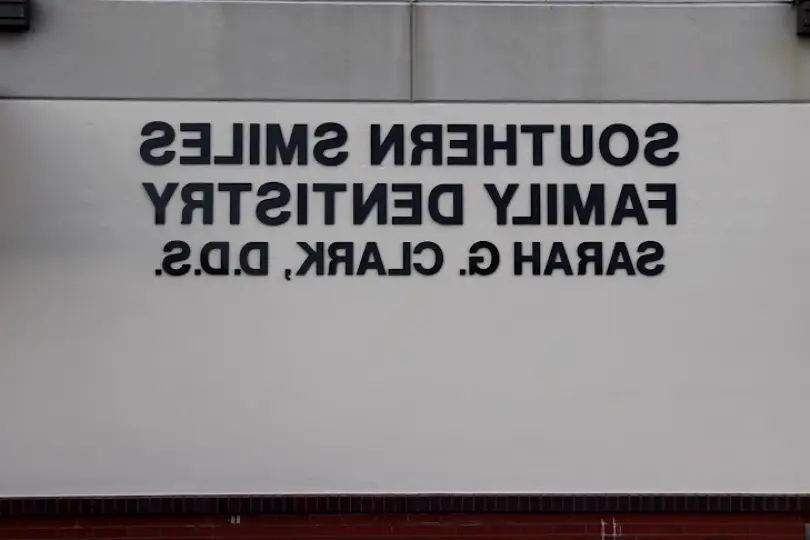 SOUTHERN SMILES
FAMILY DENTISTRY
SARAH G. CLARK, D.D.S.